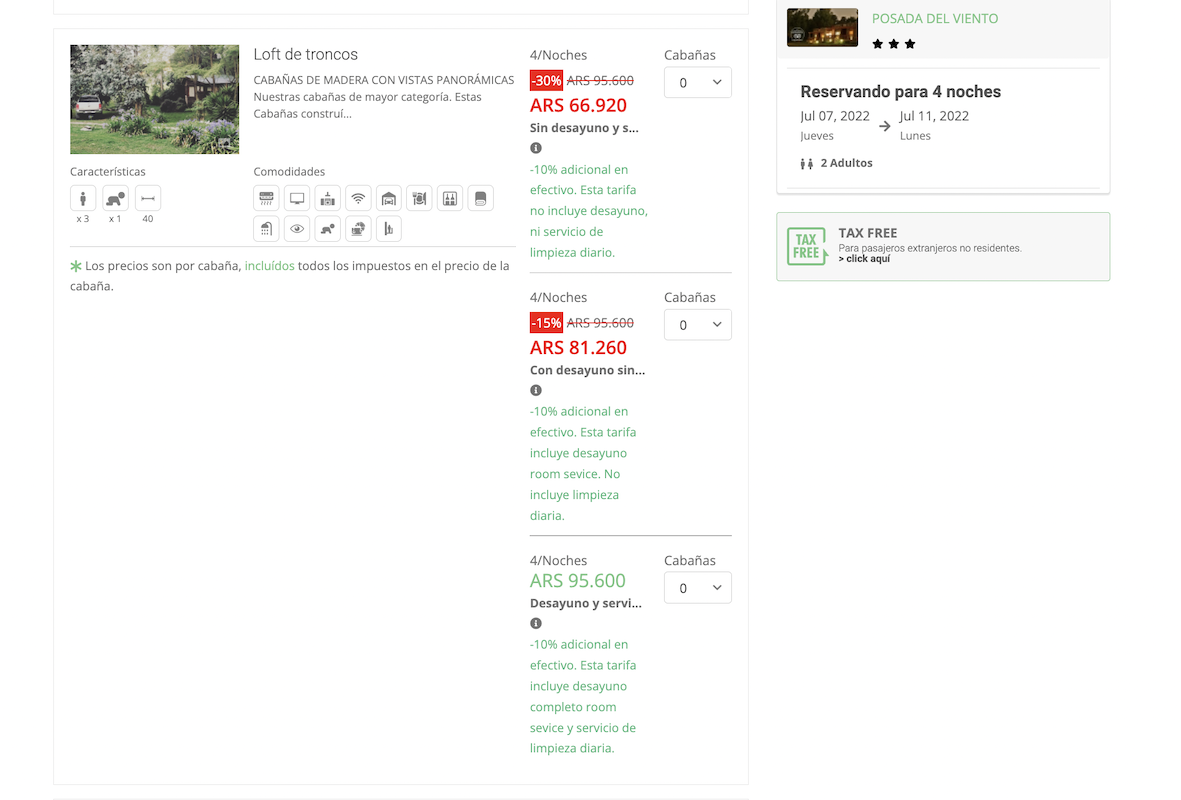 Loft de troncos
CABAÑAS DE MADERA CON VISTAS PANORÁMICAS
Nuestras cabañas de mayor categoría. Estas
Cabañas construí...
Características
x 3
x 1
40
Comodidades
✱ Los precios son por cabaña, incluídos todos los impuestos en el precio de la
cabaña.
4/Noches
Cabañas
-30% ARS 95.600
0
ARS 66.920
Sin desayuno y s...
-10% adicional en
efectivo. Esta tarifa
no incluye desayuno,
ni servicio de
limpieza diario.
4/Noches
Cabañas
-15% ARS 95.600
0
ARS 81.260
Con desayuno sin...
-10% adicional en
efectivo. Esta tarifa
incluye desayuno
room sevice. No
incluye limpieza
diaria.
4/Noches
Cabañas
ARS 95.600
0
Desayuno y servi...
-10% adicional en
efectivo. Esta tarifa
incluye desayuno
completo room
sevice y servicio de
limpieza diaria.
POSADA DEL VIENTO
Reservando para 4 noches
Jul 07, 2022
Jueves
Jul 11, 2022
Lunes
2 Adultos
TAX
FREE
TAX FREE
Para pasajeros extranjeros no residentes.
> click aquí